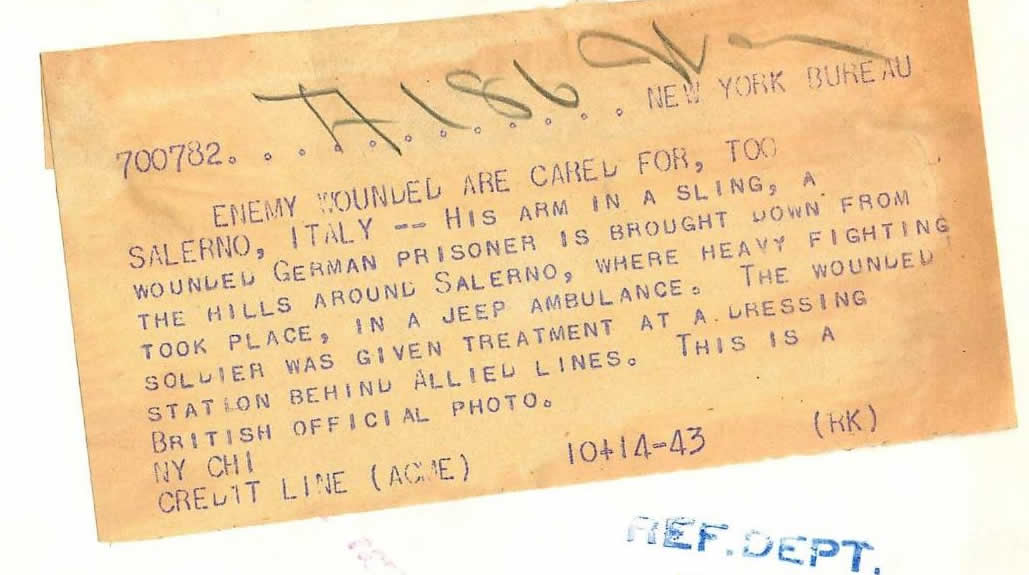 700782. . . . . . . . . . . . NEW YORK BUREAU
ENEMY WOUNDED ARE CARED FOR, TOO
SALERNO, ITALY -- HIS ARM IN A SLING, A
WOUNDED GERMAN PRISONER IS BROUGHT DOWN FROM
THE HILLS AROUND SALERNO, WHERE HEAVY FIGHTING
TOOK PLACE, IN A JEEP AMBULANCE. THE WOUNDED
SOLDIER WAS GIVEN TREATMENT AT A DRESSING
STATION BEHIND ALLIED LINES. THIS IS A
BRITISH OFFICIAL PHOTO.
NY CHI
CREDIT LINE (ACME) 10-14-43 (RK)
REF. DEPT.